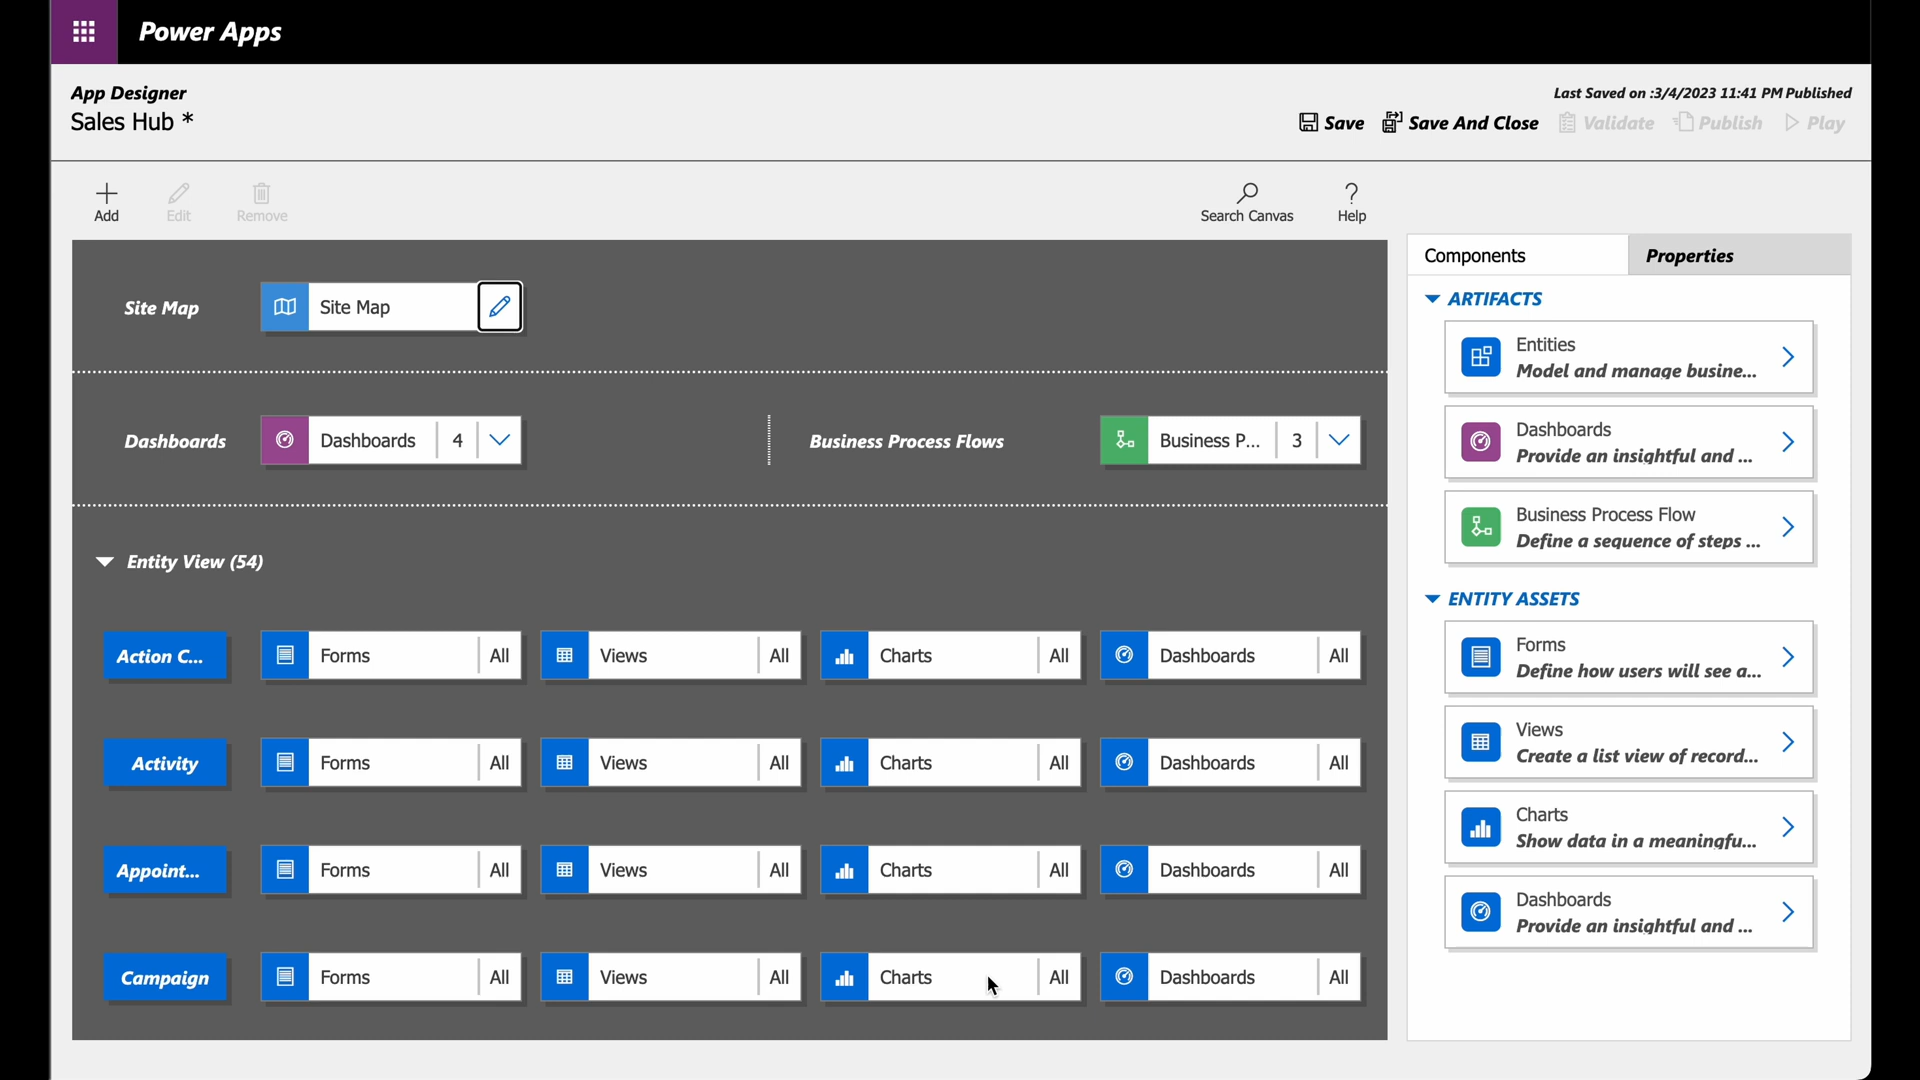 Power Apps
App Designer
Sales Hub *
Last Saved on :3/4/2023 11:41 PM Published
Save
Save And Close
Validate
Publish
Play
Add
Edit
Remove
Search Canvas
Help
Site Map
Site Map
Dashboards
Dashboards 4
Business Process Flows
Business P... 3
Entity View (54)
Action C... Forms All Views All Charts All Dashboards All
Activity Forms All Views All Charts All Dashboards All
Appoint... Forms All Views All Charts All Dashboards All
Campaign Forms All Views All Charts All Dashboards All
Components
Properties
ARTIFACTS
Entities
Model and manage busine...
Dashboards
Provide an insightful and ...
Business Process Flow
Define a sequence of steps ...
ENTITY ASSETS
Forms
Define how users will see a...
Views
Create a list view of record...
Charts
Show data in a meaningfu...
Dashboards
Provide an insightful and ...